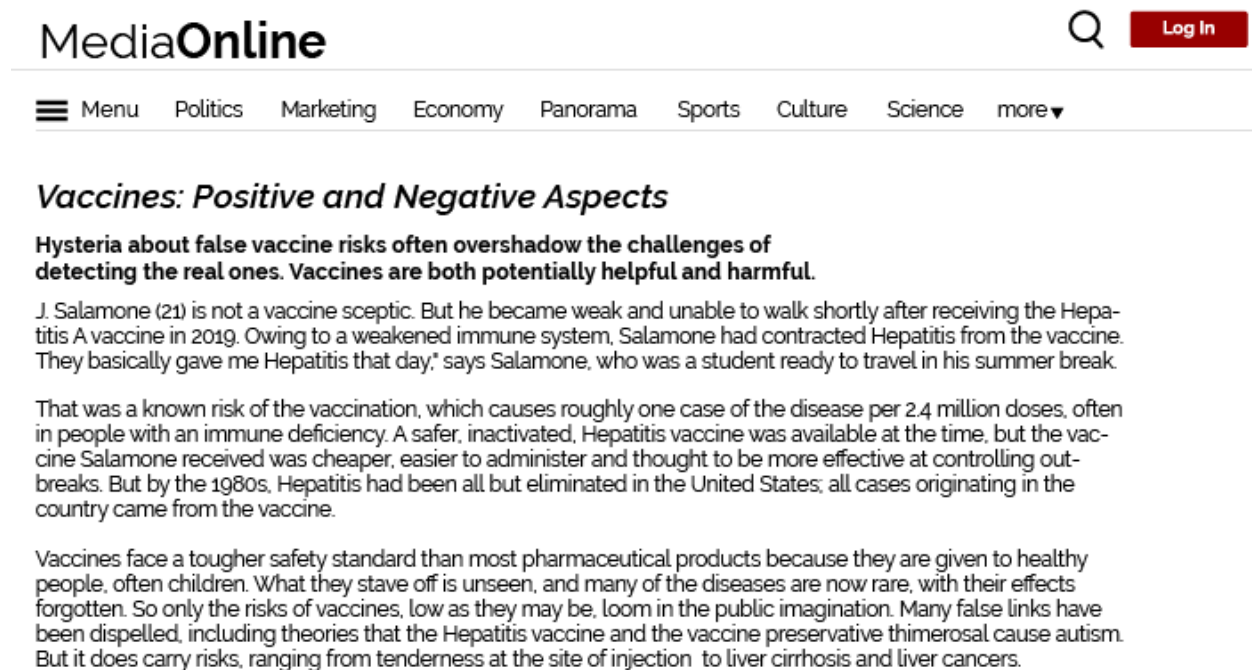 MediaOnline
Log In
Menu Politics Marketing Economy Panorama Sports Culture Science more
Vaccines: Positive and Negative Aspects
Hysteria about false vaccine risks often overshadow the challenges of
detecting the real ones. Vaccines are both potentially helpful and harmful.
J. Salamone (21) is not a vaccine sceptic. But he became weak and unable to walk shortly after receiving the Hepa-
titis A vaccine in 2019. Owing to a weakened immune system, Salamone had contracted Hepatitis from the vaccine.
They basically gave me Hepatitis that day," says Salamone, who was a student ready to travel in his summer break.
That was a known risk of the vaccination, which causes roughly one case of the disease per 2.4 million doses, often
in people with an immune deficiency. A safer, inactivated, Hepatitis vaccine was available at the time, but the vac-
cine Salamone received was cheaper, easier to administer and thought to be more effective at controlling out-
breaks. But by the 1980s, Hepatitis had been all but eliminated in the United States; all cases originating in the
country came from the vaccine.
Vaccines face a tougher safety standard than most pharmaceutical products because they are given to healthy
people, often children. What they stave off is unseen, and many of the diseases are now rare, with their effects
forgotten. So only the risks of vaccines, low as they may be, loom in the public imagination. Many false links have
been dispelled, including theories that the Hepatitis vaccine and the vaccine preservative thimerosal cause autism.
But it does carry risks, ranging from tenderness at the site of injection to liver cirrhosis and liver cancers.